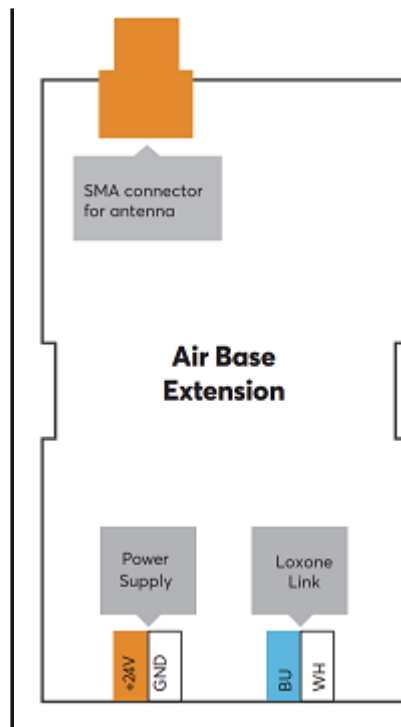 SMA connector
for antenna
Air Base
Extension
Power
Supply
Loxone
Link
+24V
GND
BU
WH